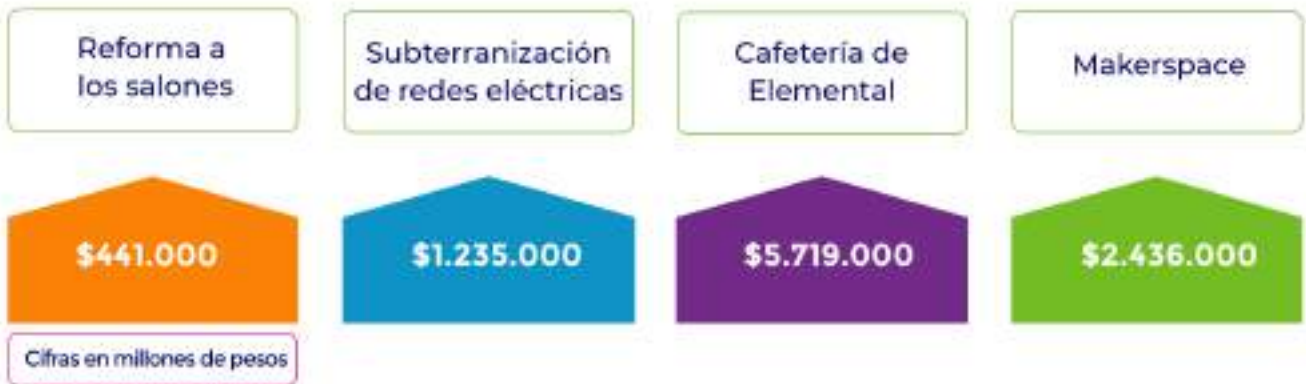 Reforma a
los salones
Subterranización
de redes eléctricas
Cafetería de
Elemental
Makerspace
$441.000
$1.235.000
$5.719.000
$2.436.000
Cifras en millones de pesos